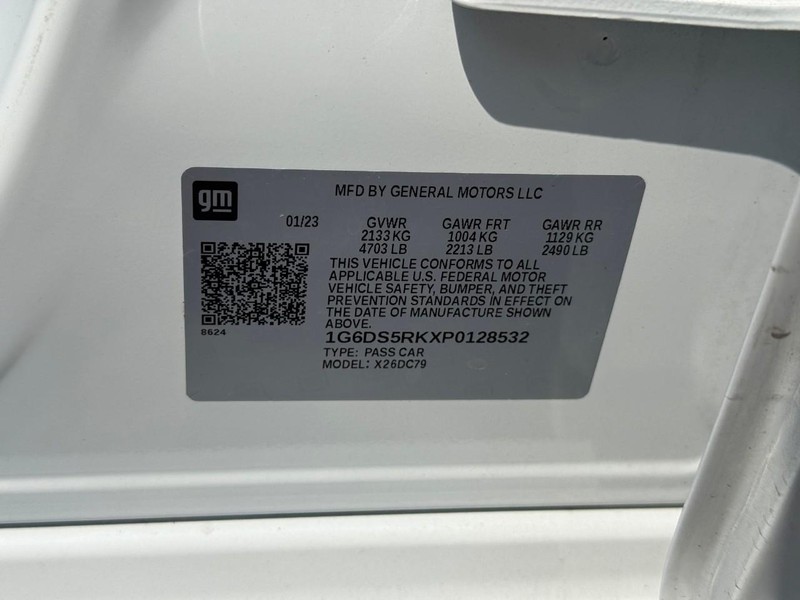 gm
MFD BY GENERAL MOTORS LLC
01/23 GVWR GAWR FRT GAWR RR
2133 KG 1004 KG 1129 KG
4703 LB 2213 LB 2490 LB
THIS VEHICLE CONFORMS TO ALL
APPLICABLE U.S. FEDERAL MOTOR
VEHICLE SAFETY, BUMPER, AND THEFT
PREVENTION STANDARDS IN EFFECT ON
THE DATE OF MANUFACTURE SHOWN
ABOVE.
8624
1G6DS5RKXP0128532
TYPE: PASS CAR
MODEL: X26DC79